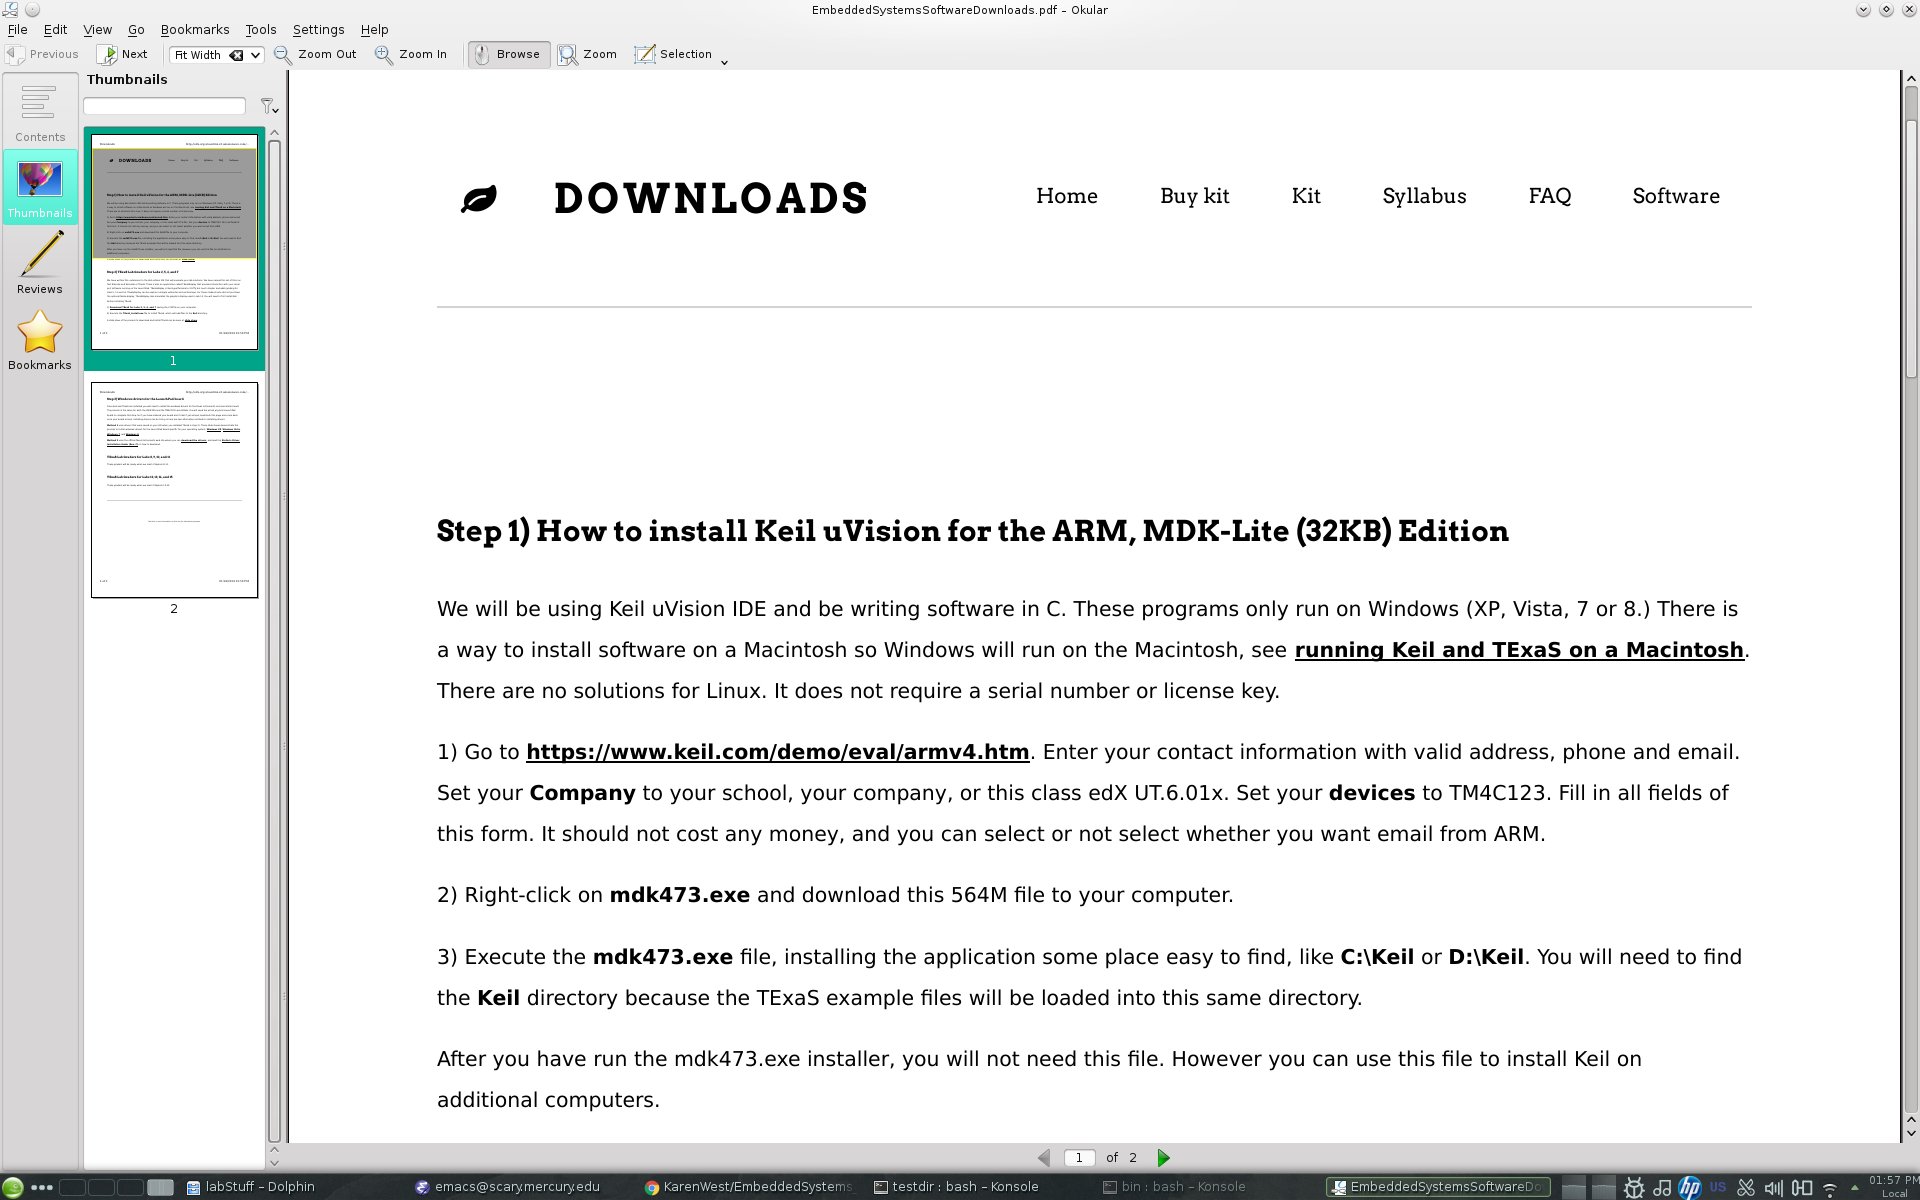 EmbeddedSystemsSoftwareDownloads.pdf – Okular
File Edit View Go Bookmarks Tools Settings Help
Previous Next Fit Width Zoom Out Zoom In Browse Zoom Selection
Thumbnails
Contents
Thumbnails
Reviews
Bookmarks
1
2
DOWNLOADS
Home Buy kit Kit Syllabus FAQ Software
Step 1) How to install Keil uVision for the ARM, MDK-Lite (32KB) Edition
We will be using Keil uVision IDE and be writing software in C. These programs only run on Windows (XP, Vista, 7 or 8.) There is
a way to install software on a Macintosh so Windows will run on the Macintosh, see running Keil and TExaS on a Macintosh.
There are no solutions for Linux. It does not require a serial number or license key.
1) Go to https://www.keil.com/demo/eval/armv4.htm. Enter your contact information with valid address, phone and email.
Set your Company to your school, your company, or this class edX UT.6.01x. Set your devices to TM4C123. Fill in all fields of
this form. It should not cost any money, and you can select or not select whether you want email from ARM.
2) Right-click on mdk473.exe and download this 564M file to your computer.
3) Execute the mdk473.exe file, installing the application some place easy to find, like C:\Keil or D:\Keil. You will need to find
the Keil directory because the TExaS example files will be loaded into this same directory.
After you have run the mdk473.exe installer, you will not need this file. However you can use this file to install Keil on
additional computers.
1 of 2
labStuff – Dolphin emacs@scary.mercury.edu KarenWest/EmbeddedSystems testdir : bash – Konsole bin : bash – Konsole EmbeddedSystemsSoftwareDo hp US 01:57 PM
Local